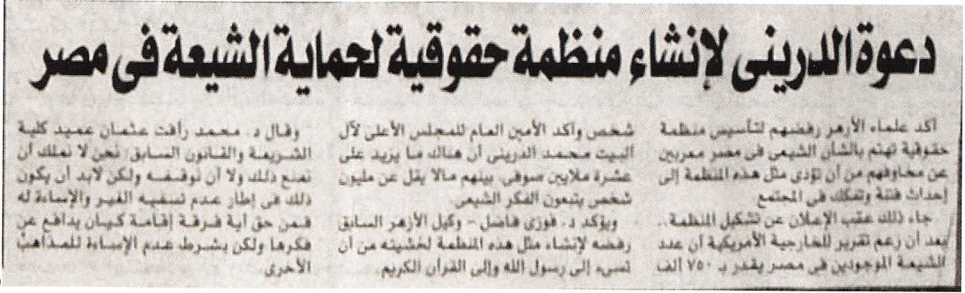 دعوة الدرينى لإنشاء منظمة حقوقية لحماية الشيعة فى مصر
أكد علماء الأزهر رفضهم لتأسيس منظمة
حقوقية تهتم بالشأن الشيعى فى مصر معربين
عن مخاوفهم من أن تؤدى مثل هذه المنظمة إلى
إحداث فتنة وتفكك فى المجتمع
جاء ذلك عقب الإعلان عن تشكيل المنظمة..
بعد أن زعم تقرير للخارجية الأمريكية أن عدد
الشيعة الموجودين فى مصر يقدر بـ ٧٥٠ ألف
شخص وأكد الأمين العام للمجلس الأعلى لآل
البيت محمد الدرينى أن هناك ما يزيد على
عشرة ملايين صوفى. بينهم مالا يقل عن مليون
شخص يتبعون الفكر الشيعى.
ويؤكد د. فوزى فاضل - وكيل الأزهر السابق
رفضه لإنشاء مثل هذه المنظمة لخشيته من أن
تسىء إلى رسول الله وإلى القرآن الكريم.
وقال د. محمد رأفت عثمان عميد كلية
الشريعة والقانون السابق: نحن لا نملك أن
نمنع ذلك ولا أن نوقفه ولكن لابد أن يكون
ذلك فى إطار عدم تسفيه الغير والإساءة له
فمن حق أية فرقة إقامة كيان يدافع عن
فكرها ولكن بشرط عدم الإساءة للمذاهب
الأخرى